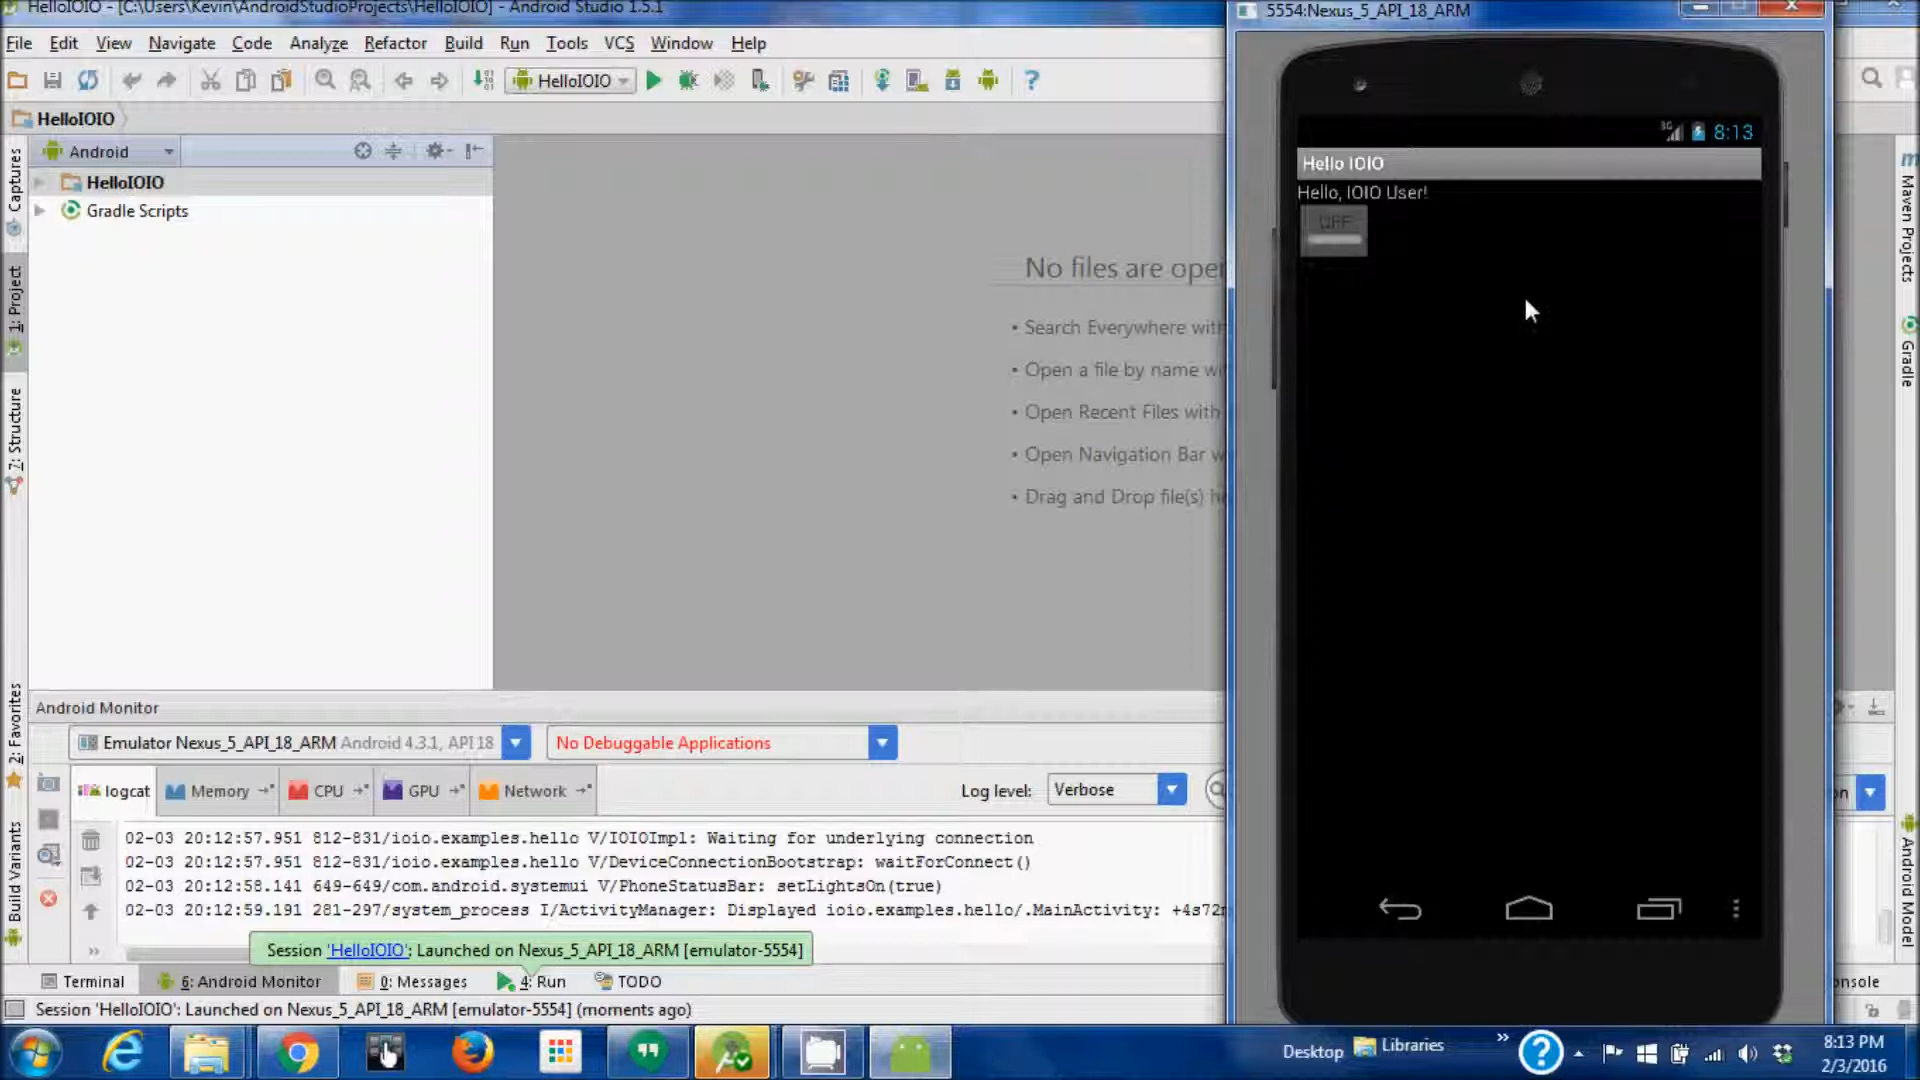 HelloIOIO - [C:\Users\Kevin\AndroidStudioProjects\HelloIOIO] - Android Studio 1.5.1
File Edit View Navigate Code Analyze Refactor Build Run Tools VCS Window Help
HelloIOIO
HelloIOIO
Android
HelloIOIO
Gradle Scripts
Captures
1: Project
7: Structure
2: Favorites
Build Variants
No files are open
• Search Everywhere with
• Open a file by name wi
• Open Recent Files with
• Open Navigation Bar w
• Drag and Drop file(s) h
5554:Nexus_5_API_18_ARM
3G 8:13
Hello IOIO
Hello, IOIO User!
OFF
Maven Projects
Gradle
Android Model
Android Monitor
Emulator Nexus_5_API_18_ARM Android 4.3.1, API 18
No Debuggable Applications
logcat Memory CPU GPU Network
Log level: Verbose
on
02-03 20:12:57.951 812-831/ioio.examples.hello V/IOIOImpl: Waiting for underlying connection
02-03 20:12:57.951 812-831/ioio.examples.hello V/DeviceConnectionBootstrap: waitForConnect()
02-03 20:12:58.141 649-649/com.android.systemui V/PhoneStatusBar: setLightsOn(true)
02-03 20:12:59.191 281-297/system_process I/ActivityManager: Displayed ioio.examples.hello/.MainActivity: +4s72m
Session 'HelloIOIO': Launched on Nexus_5_API_18_ARM [emulator-5554]
Terminal 6: Android Monitor 0: Messages 4: Run TODO
onsole
Session 'HelloIOIO': Launched on Nexus_5_API_18_ARM [emulator-5554] (moments ago)
Desktop Libraries
8:13 PM
2/3/2016